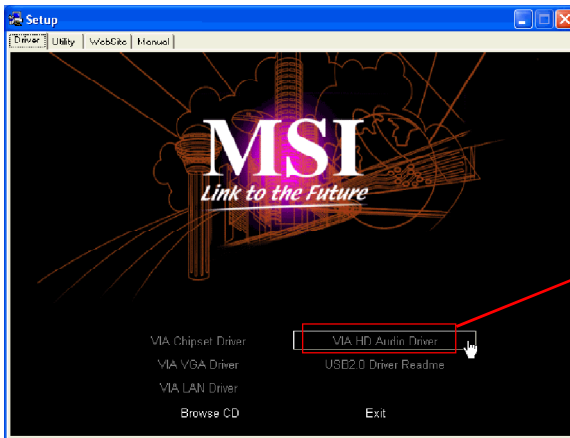 Setup
Driver Utility WebSite Manual
MSI
Link to the Future
VIA Chipset Driver VIA HD Audio Driver
VIA VGA Driver USB2.0 Driver Readme
VIA LAN Driver
Browse CD Exit